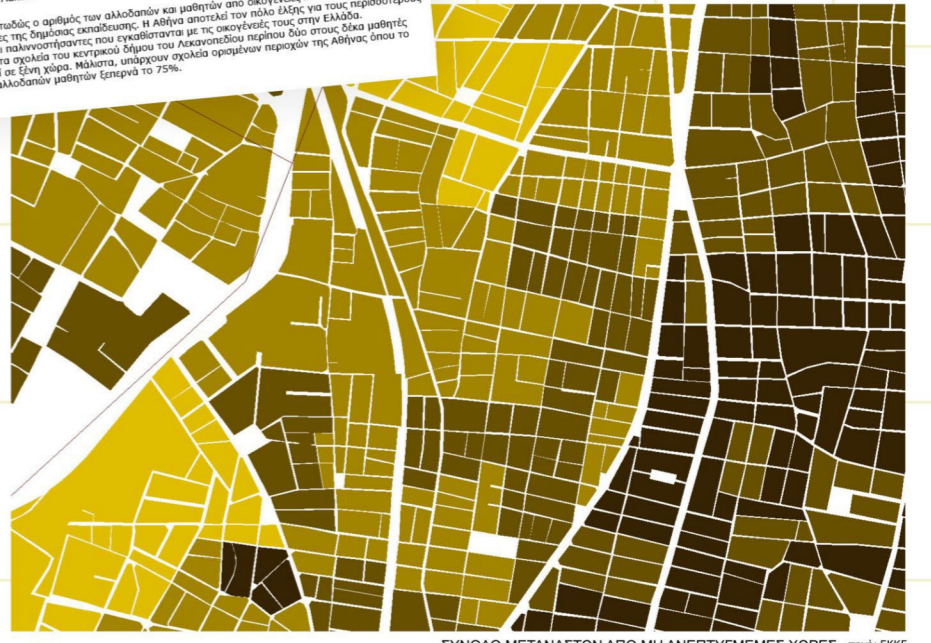 τωδώς ο αριθμός των αλλοδαπών και μαθητών από οικογένειες
ες της δημόσιας εκπαίδευσης. Η Αθήνα αποτελεί τον πόλο έλξης για τους περισσότερους
ι παλιννοστήσαντες που εγκαθίστανται με τις οικογένειές τους στην Ελλάδα.
τα σχολεία του κεντρικού δήμου του Λεκανοπεδίου περίπου δύο στους δέκα μαθητές
ί σε ξένη χώρα. Μάλιστα, υπάρχουν σχολεία ορισμένων περιοχών της Αθήνας όπου το
αλλοδαπών μαθητών ξεπερνά το 75%.
ΣΥΝΟΛΟ ΜΕΤΑΝΑΣΤΩΝ ΑΠΟ ΜΗ ΑΝΕΠΤΥΓΜΕΝΕΣ ΧΩΡΕΣ ΕΚΚΕ